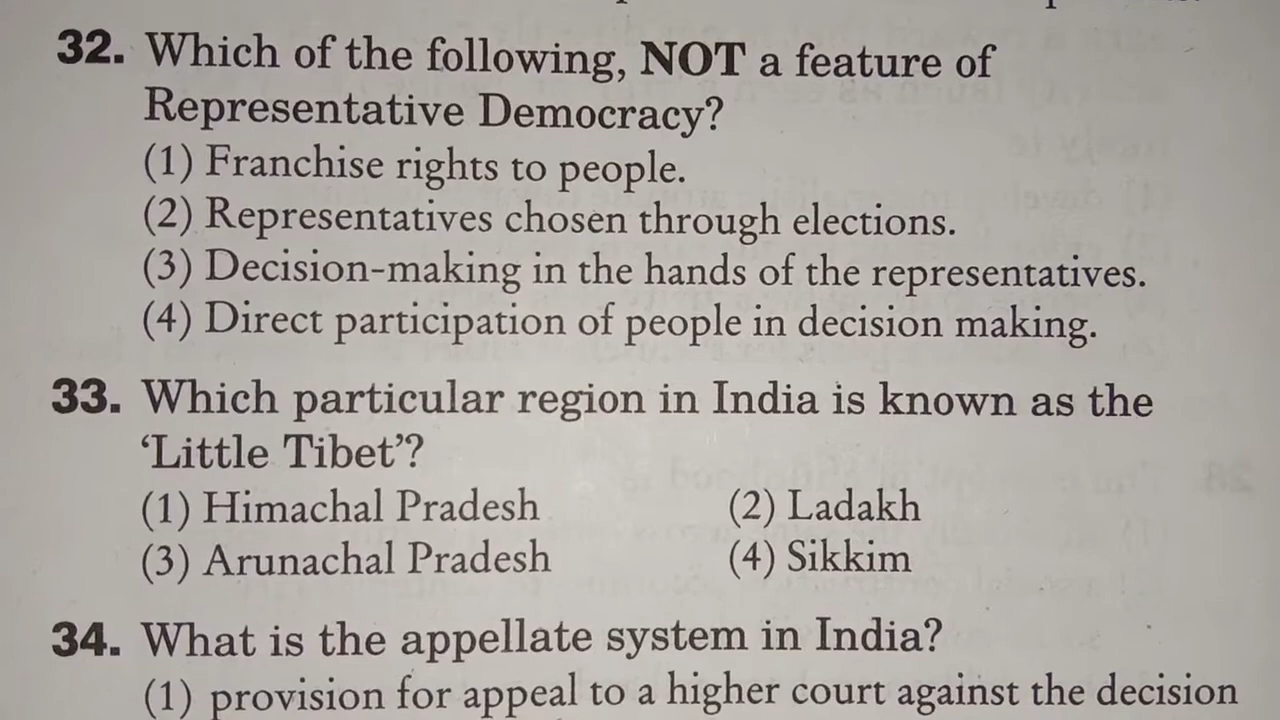 32. Which of the following, NOT a feature of
Representative Democracy?
(1) Franchise rights to people.
(2) Representatives chosen through elections.
(3) Decision-making in the hands of the representatives.
(4) Direct participation of people in decision making.
33. Which particular region in India is known as the
'Little Tibet'?
(1) Himachal Pradesh (2) Ladakh
(3) Arunachal Pradesh (4) Sikkim
34. What is the appellate system in India?
(1) provision for appeal to a higher court against the decision